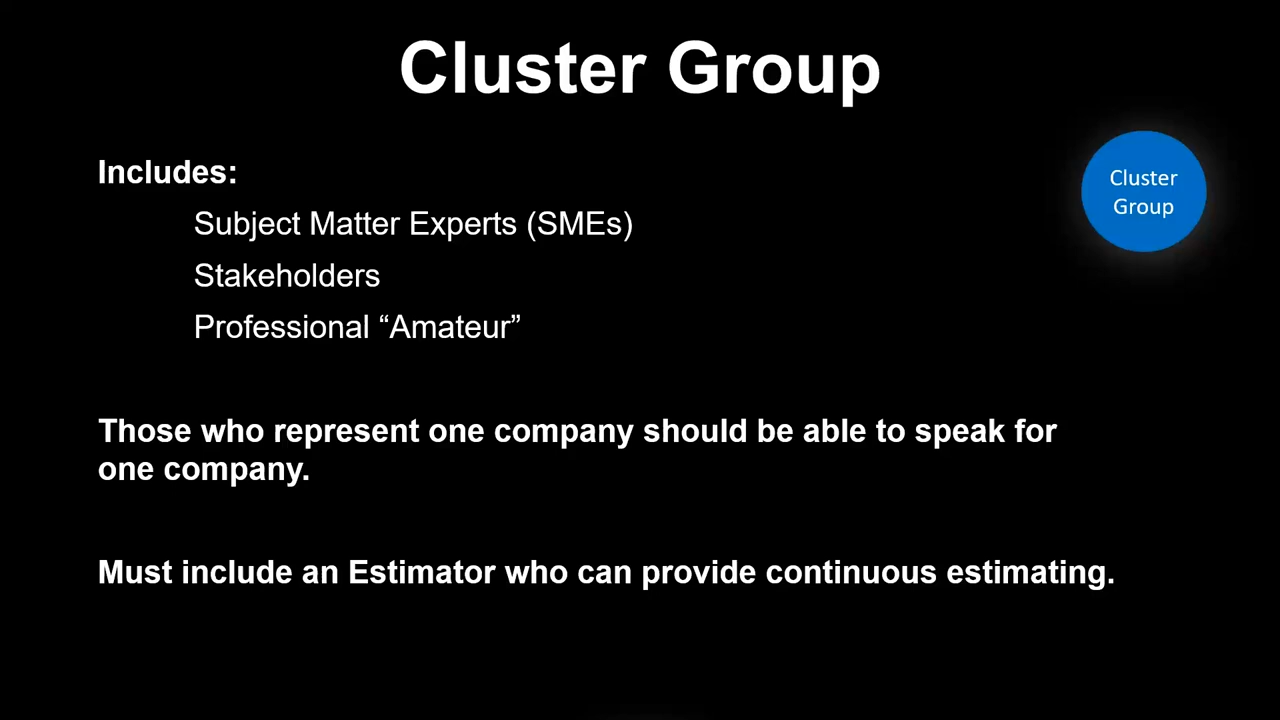 Cluster Group
Cluster
Group
Includes:
Subject Matter Experts (SMEs)
Stakeholders
Professional “Amateur”
Those who represent one company should be able to speak for
one company.
Must include an Estimator who can provide continuous estimating.